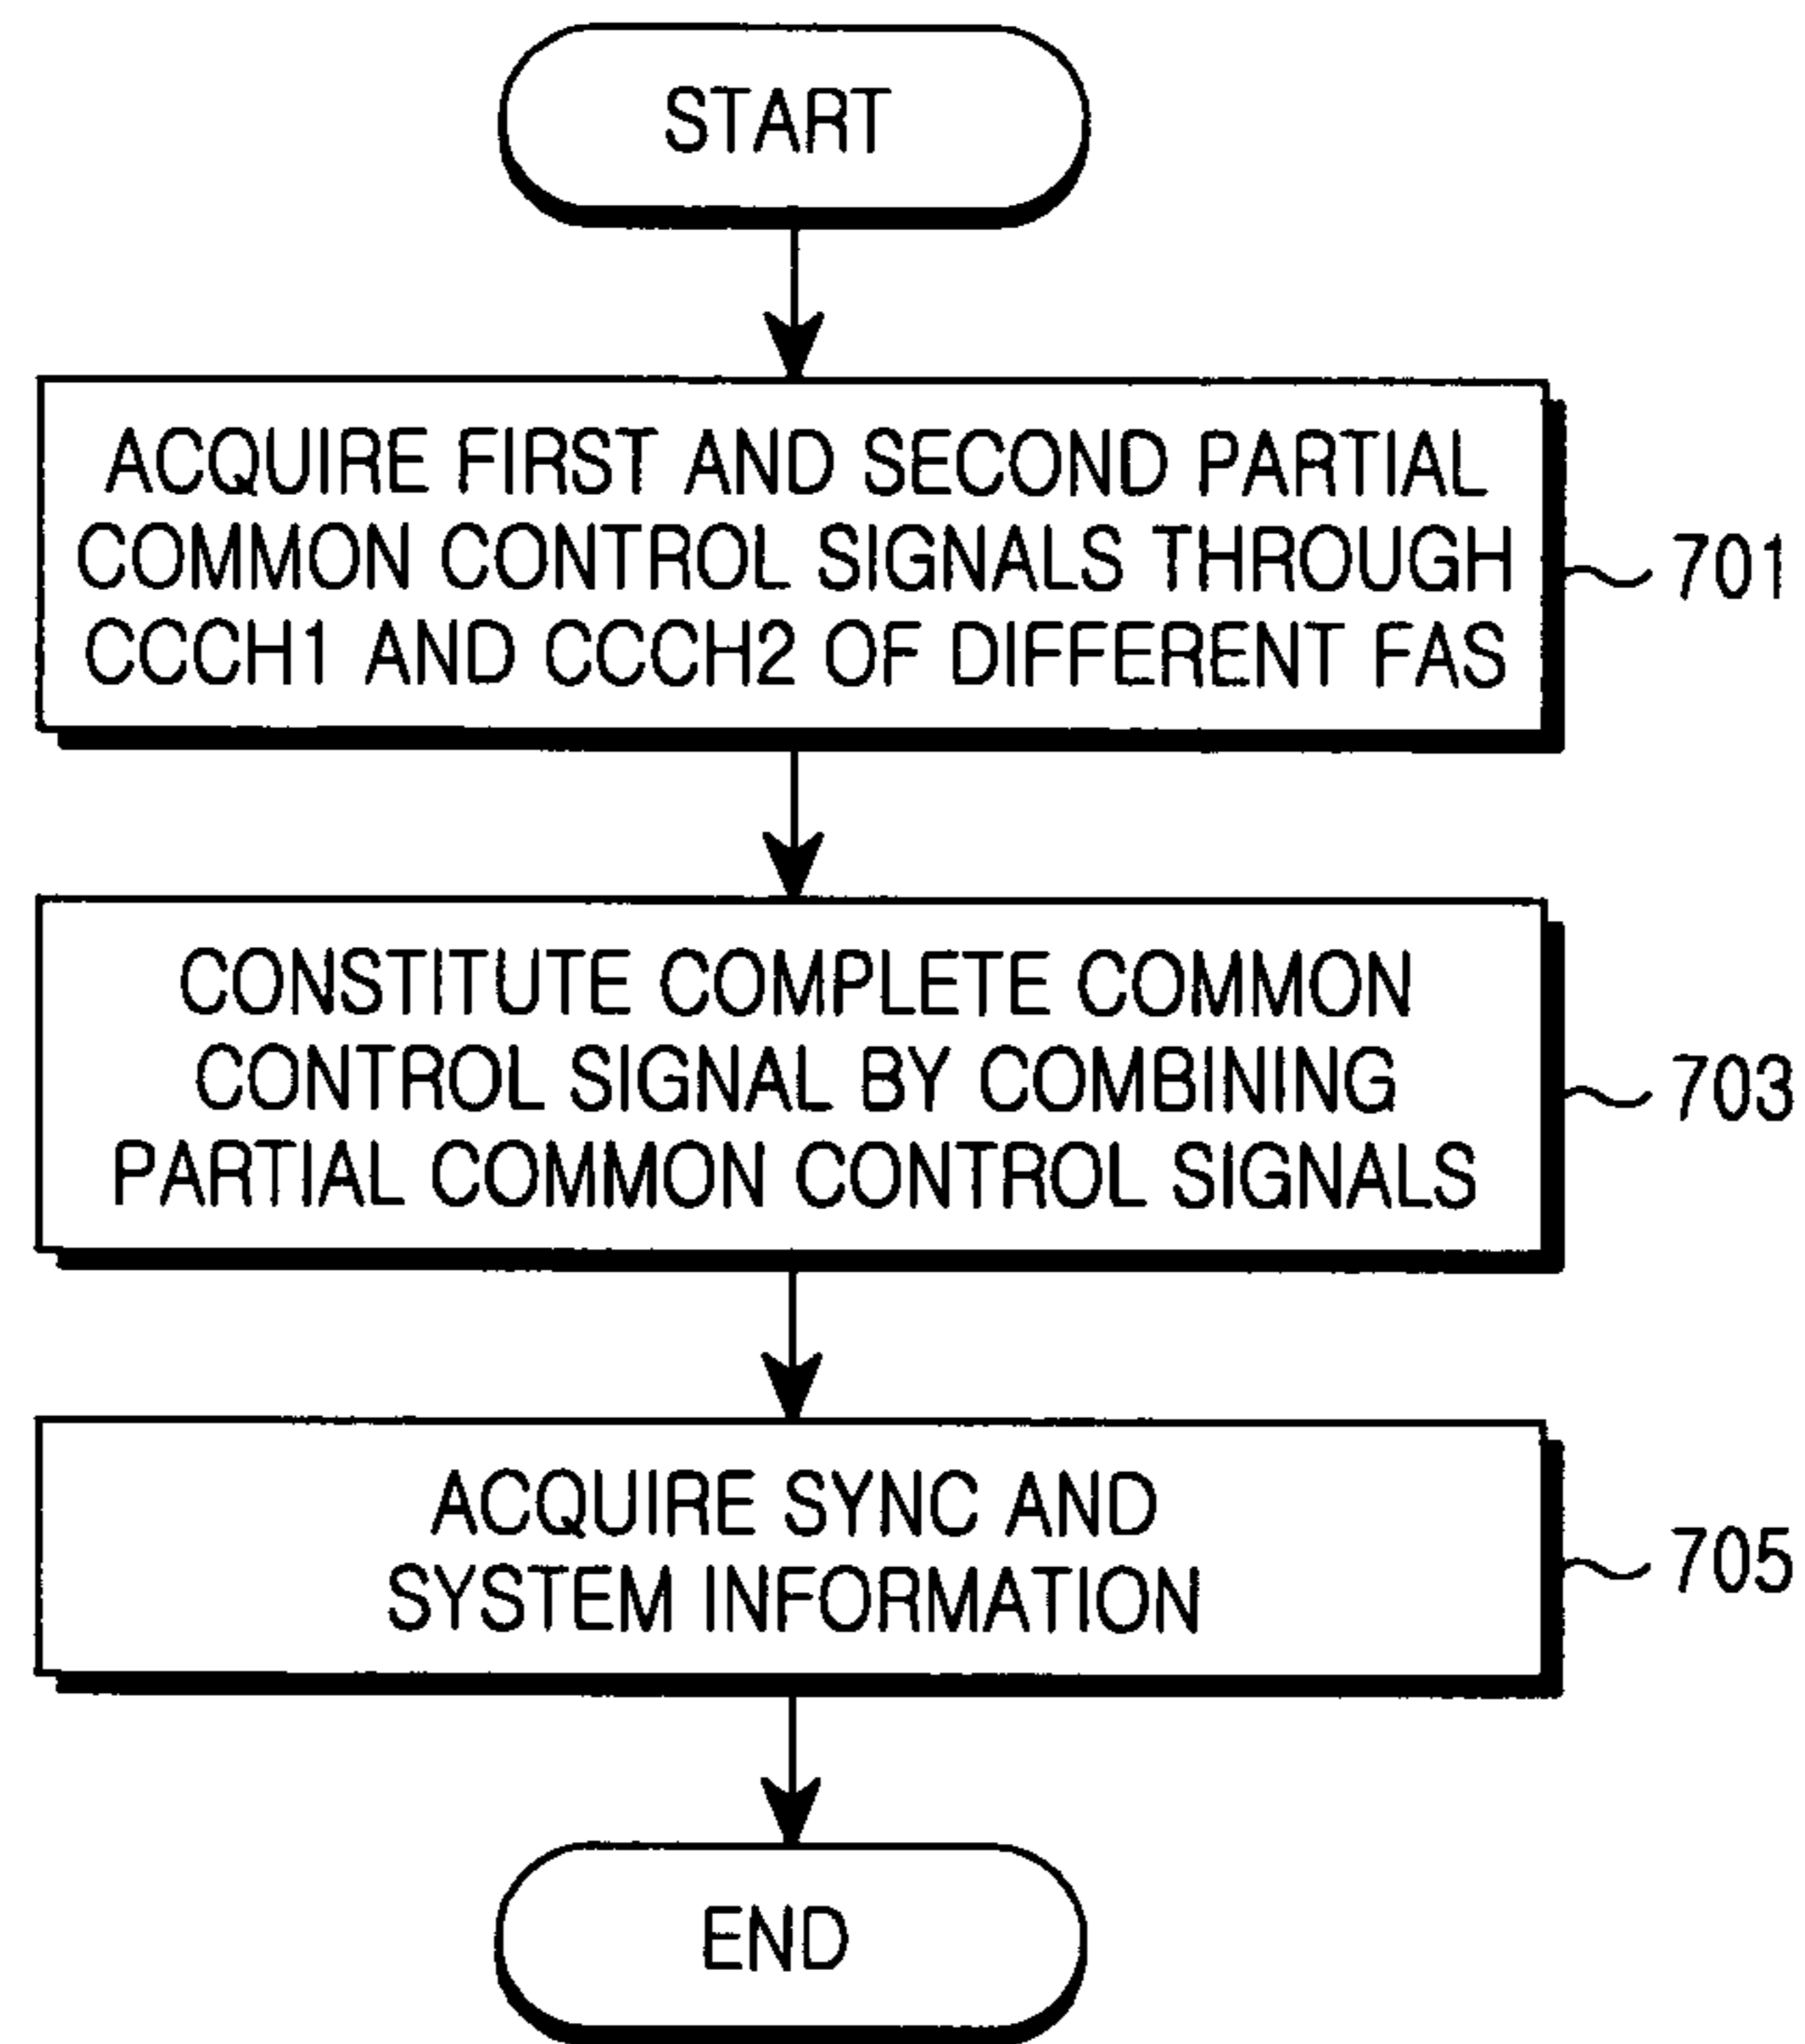 START
ACQUIRE FIRST AND SECOND PARTIAL
COMMON CONTROL SIGNALS THROUGH
CCCH1 AND CCCH2 OF DIFFERENT FAS
701
CONSTITUTE COMPLETE COMMON
CONTROL SIGNAL BY COMBINING
PARTIAL COMMON CONTROL SIGNALS
703
ACQUIRE SYNC AND
SYSTEM INFORMATION
705
END